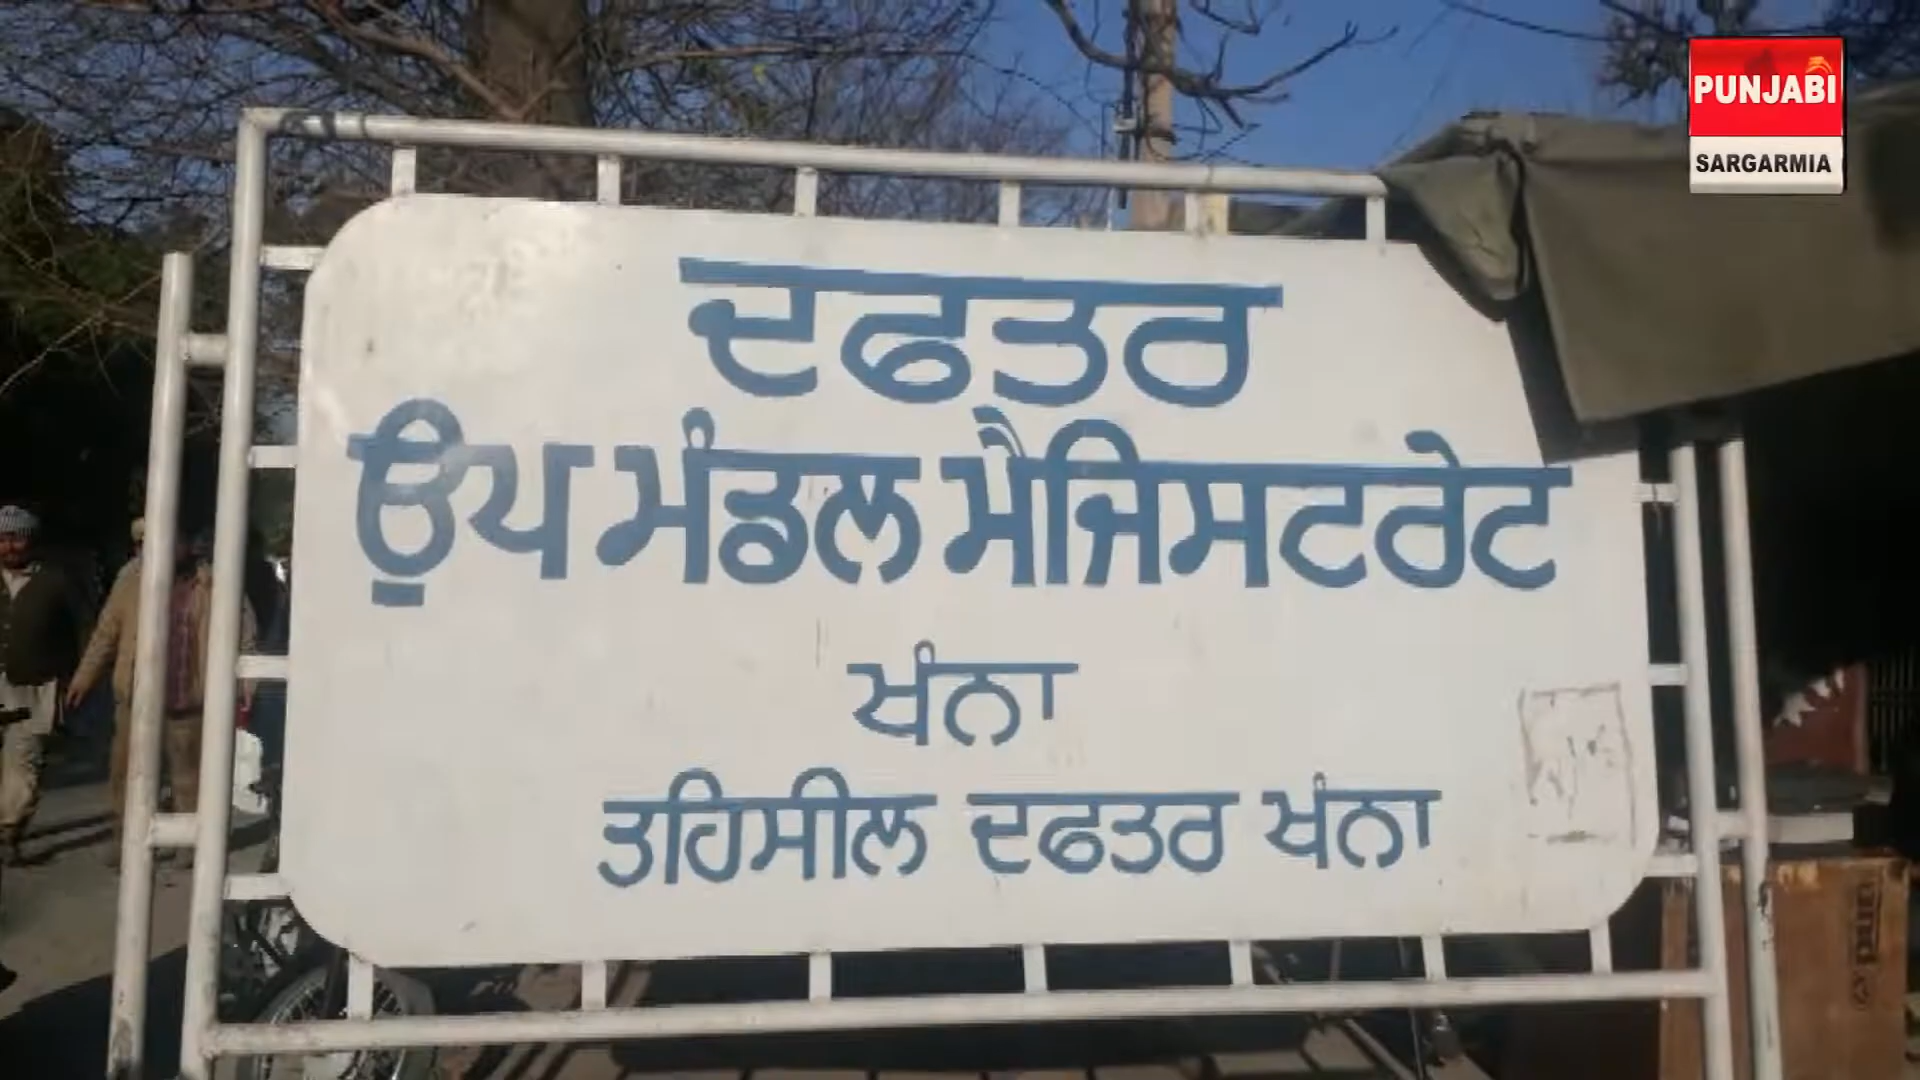 PUNJABI
SARGARMIA
ਦਫਤਰ
ਉਪ ਮੰਡਲ ਮੈਜਿਸਟਰੇਟ
ਖੰਨਾ
ਤਹਿਸੀਲ ਦਫਤਰ ਖੰਨਾ